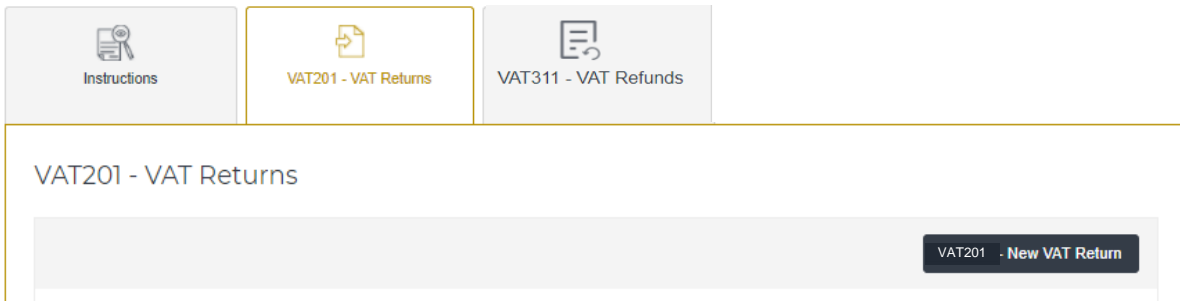 Instructions
VAT201 - VAT Returns
VAT311 - VAT Refunds
VAT201 - VAT Returns
VAT201 - New VAT Return